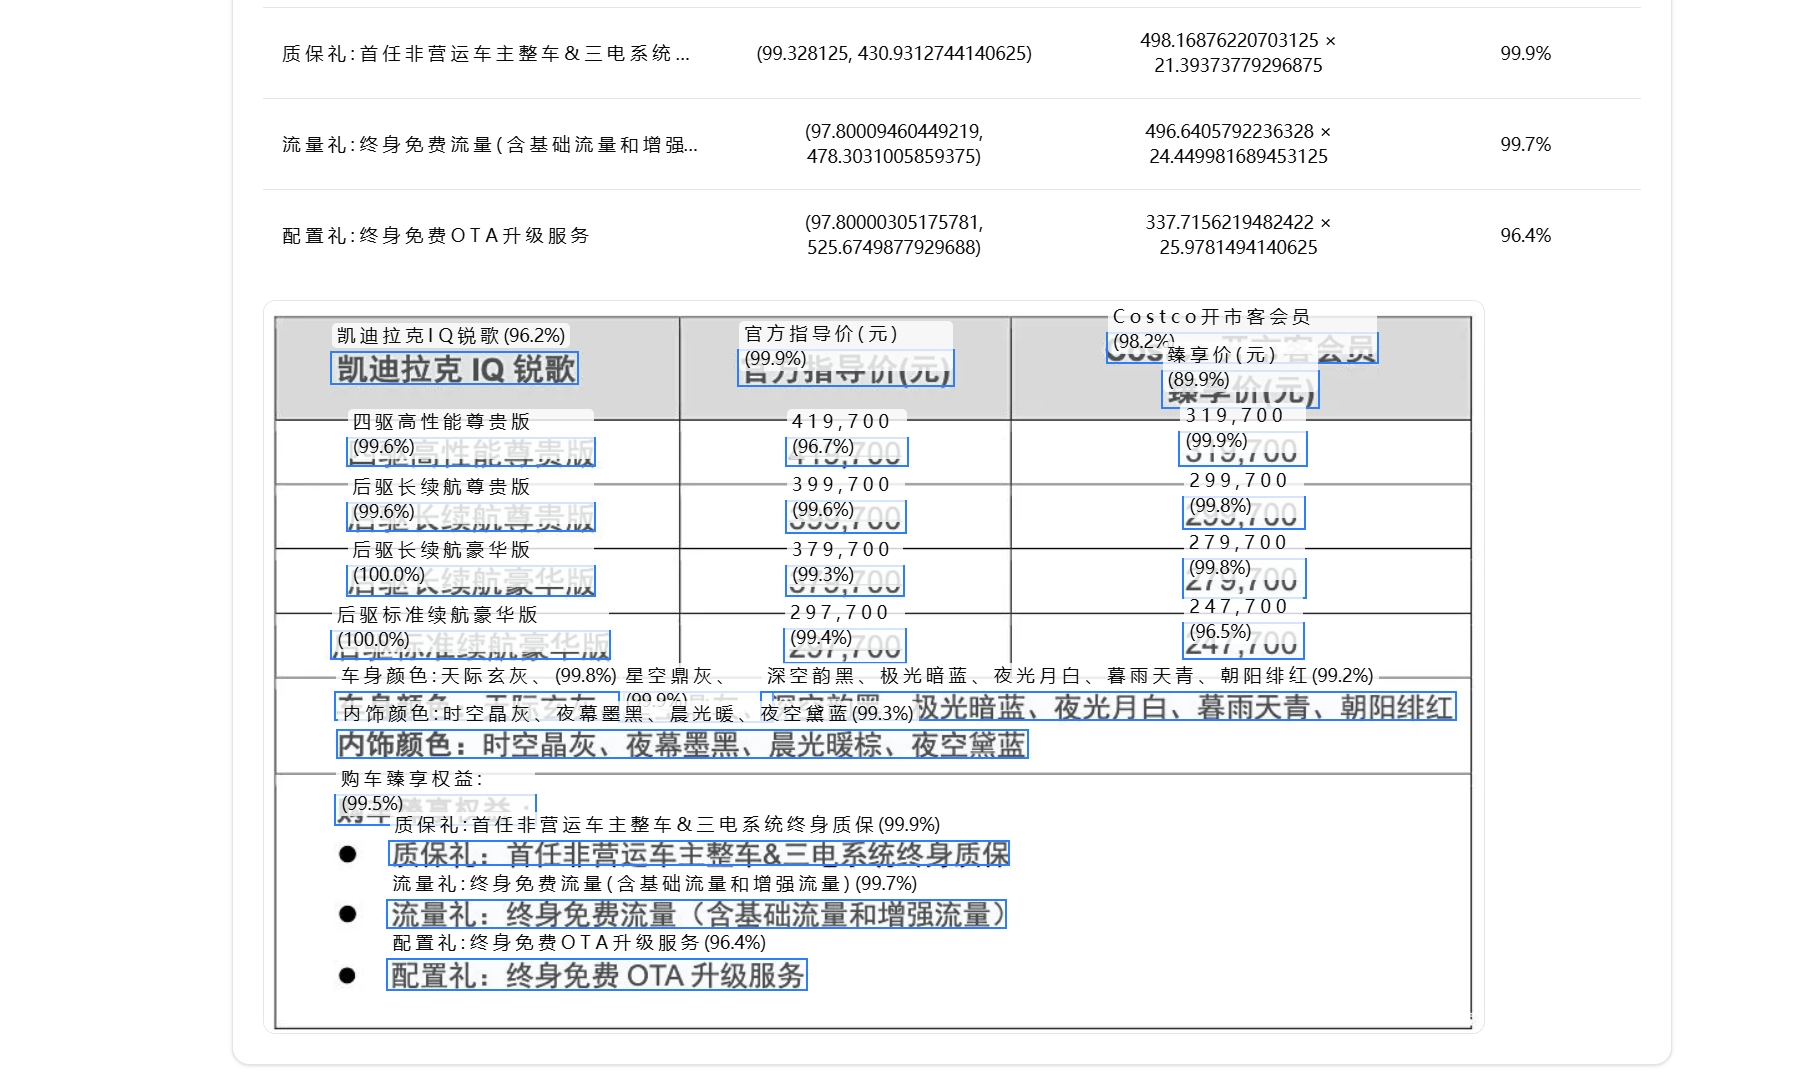 质保礼:首任非营运车主整车&三电系统... (99.328125, 430.9312744140625) 498.16876220703125 × 21.39373779296875 99.9%
流量礼:终身免费流量(含基础流量和增强... (97.80009460449219, 478.3031005859375) 496.6405792236328 × 24.449981689453125 99.7%
配置礼:终身免费OTA升级服务 (97.80000305175781, 525.6749877929688) 337.7156219482422 × 25.9781494140625 96.4%
凯迪拉克IQ锐歌(96.2%) 官方指导价(元) (99.9%) Costco开市客会员 (98.2%)
凯迪拉克 IQ 锐歌 官方指导价(元) 会员
臻享价(元) (89.9%)
臻享价(元)
四驱高性能尊贵版 (99.6%) 419,700 (96.7%) 319,700 (99.9%)
四驱高性能尊贵版 419,700 319,700
后驱长续航尊贵版 (99.6%) 399,700 (99.6%) 299,700 (99.8%)
后驱长续航尊贵版 399,700 299,700
后驱长续航豪华版 (100.0%) 379,700 (99.3%) 279,700 (99.8%)
后驱长续航豪华版 379,700 279,700
后驱标准续航豪华版 (100.0%) 297,700 (99.4%) 247,700 (96.5%)
后驱标准续航豪华版 297,700 247,700
车身颜色:天际玄灰、(99.8%) 星空鼎灰、 (99.9%) 深空韵黑、极光暗蓝、夜光月白、暮雨天青、朝阳绯红(99.2%)
极光暗蓝、夜光月白、暮雨天青、朝阳绯红
内饰颜色:时空晶灰、夜幕墨黑、晨光暖、夜空黛蓝(99.3%)
内饰颜色：时空晶灰、夜幕墨黑、晨光暖棕、夜空黛蓝
购车臻享权益: (99.5%)
购车臻享权益：
质保礼:首任非营运车主整车&三电系统终身质保(99.9%)
● 质保礼：首任非营运车主整车&三电系统终身质保
流量礼:终身免费流量(含基础流量和增强流量)(99.7%)
● 流量礼：终身免费流量（含基础流量和增强流量）
配置礼:终身免费OTA升级服务(96.4%)
● 配置礼：终身免费 OTA 升级服务